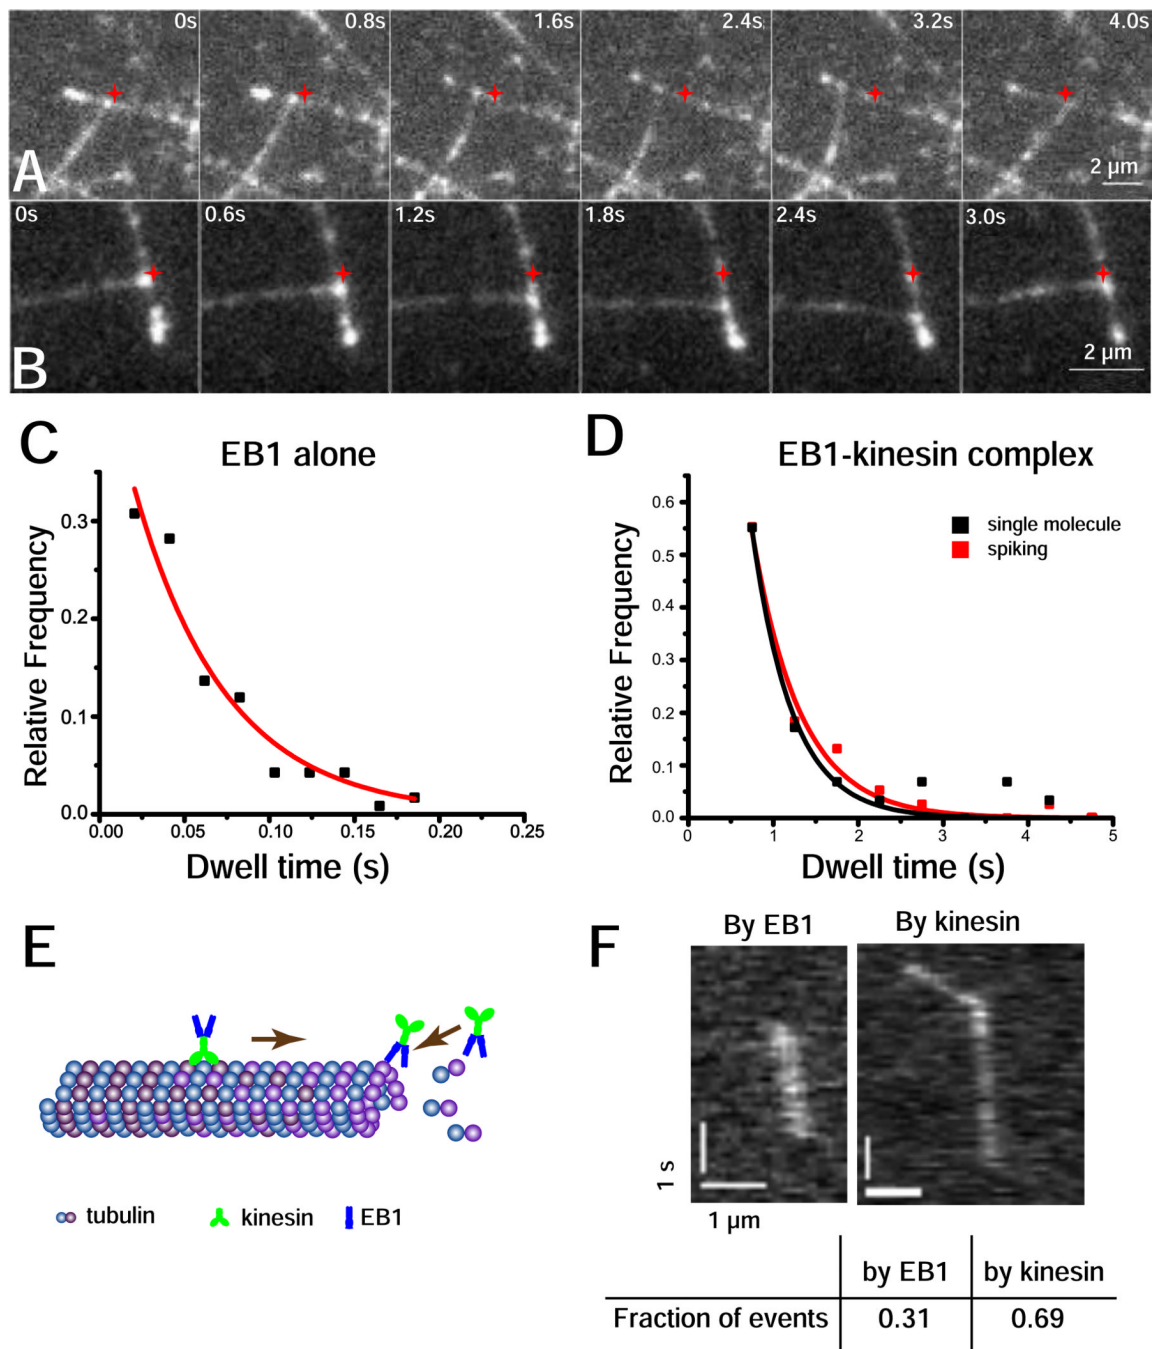 0s 0.8s 1.6s 2.4s 3.2s 4.0s
A 2 µm
0s 0.6s 1.2s 1.8s 2.4s 3.0s
B 2 µm
C EB1 alone
Relative Frequency
0.3
0.2
0.1
0.0
0.00 0.05 0.10 0.15 0.20 0.25
Dwell time (s)
D EB1-kinesin complex
single molecule
spiking
Relative Frequency
0.6
0.5
0.4
0.3
0.2
0.1
0.0
0 1 2 3 4 5
Dwell time (s)
E
tubulin kinesin EB1
F By EB1 By kinesin
1 s
1 µm
by EB1 by kinesin
Fraction of events 0.31 0.69